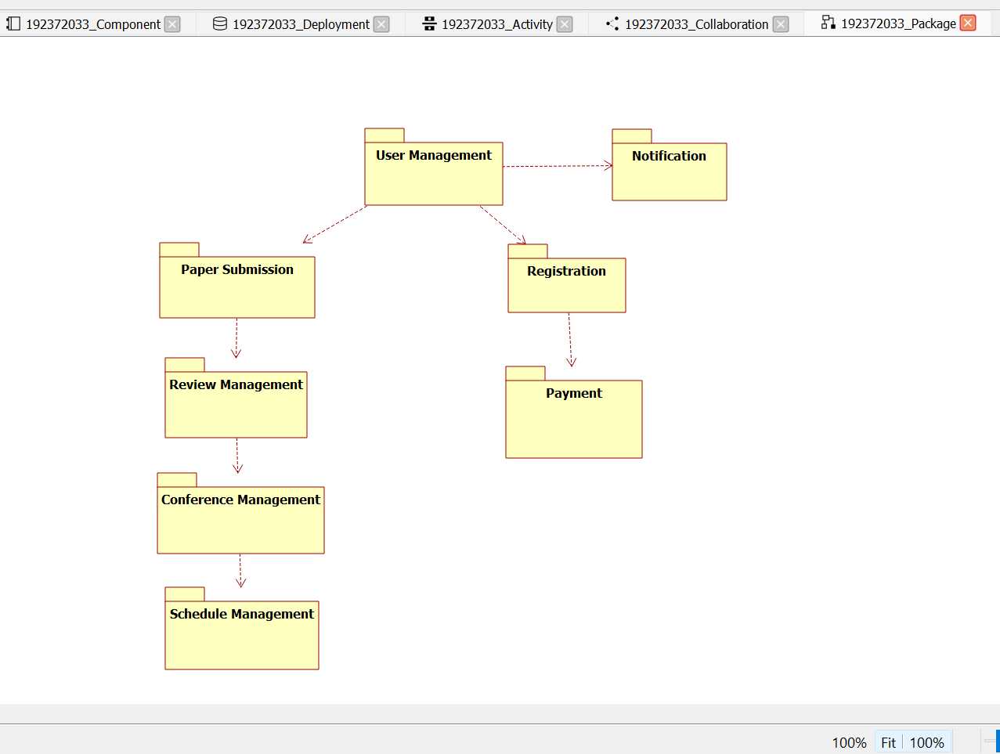 192372033_Component
192372033_Deployment
192372033_Activity
192372033_Collaboration
192372033_Package
User Management
Notification
Paper Submission
Registration
Review Management
Payment
Conference Management
Schedule Management
100%
Fit
100%